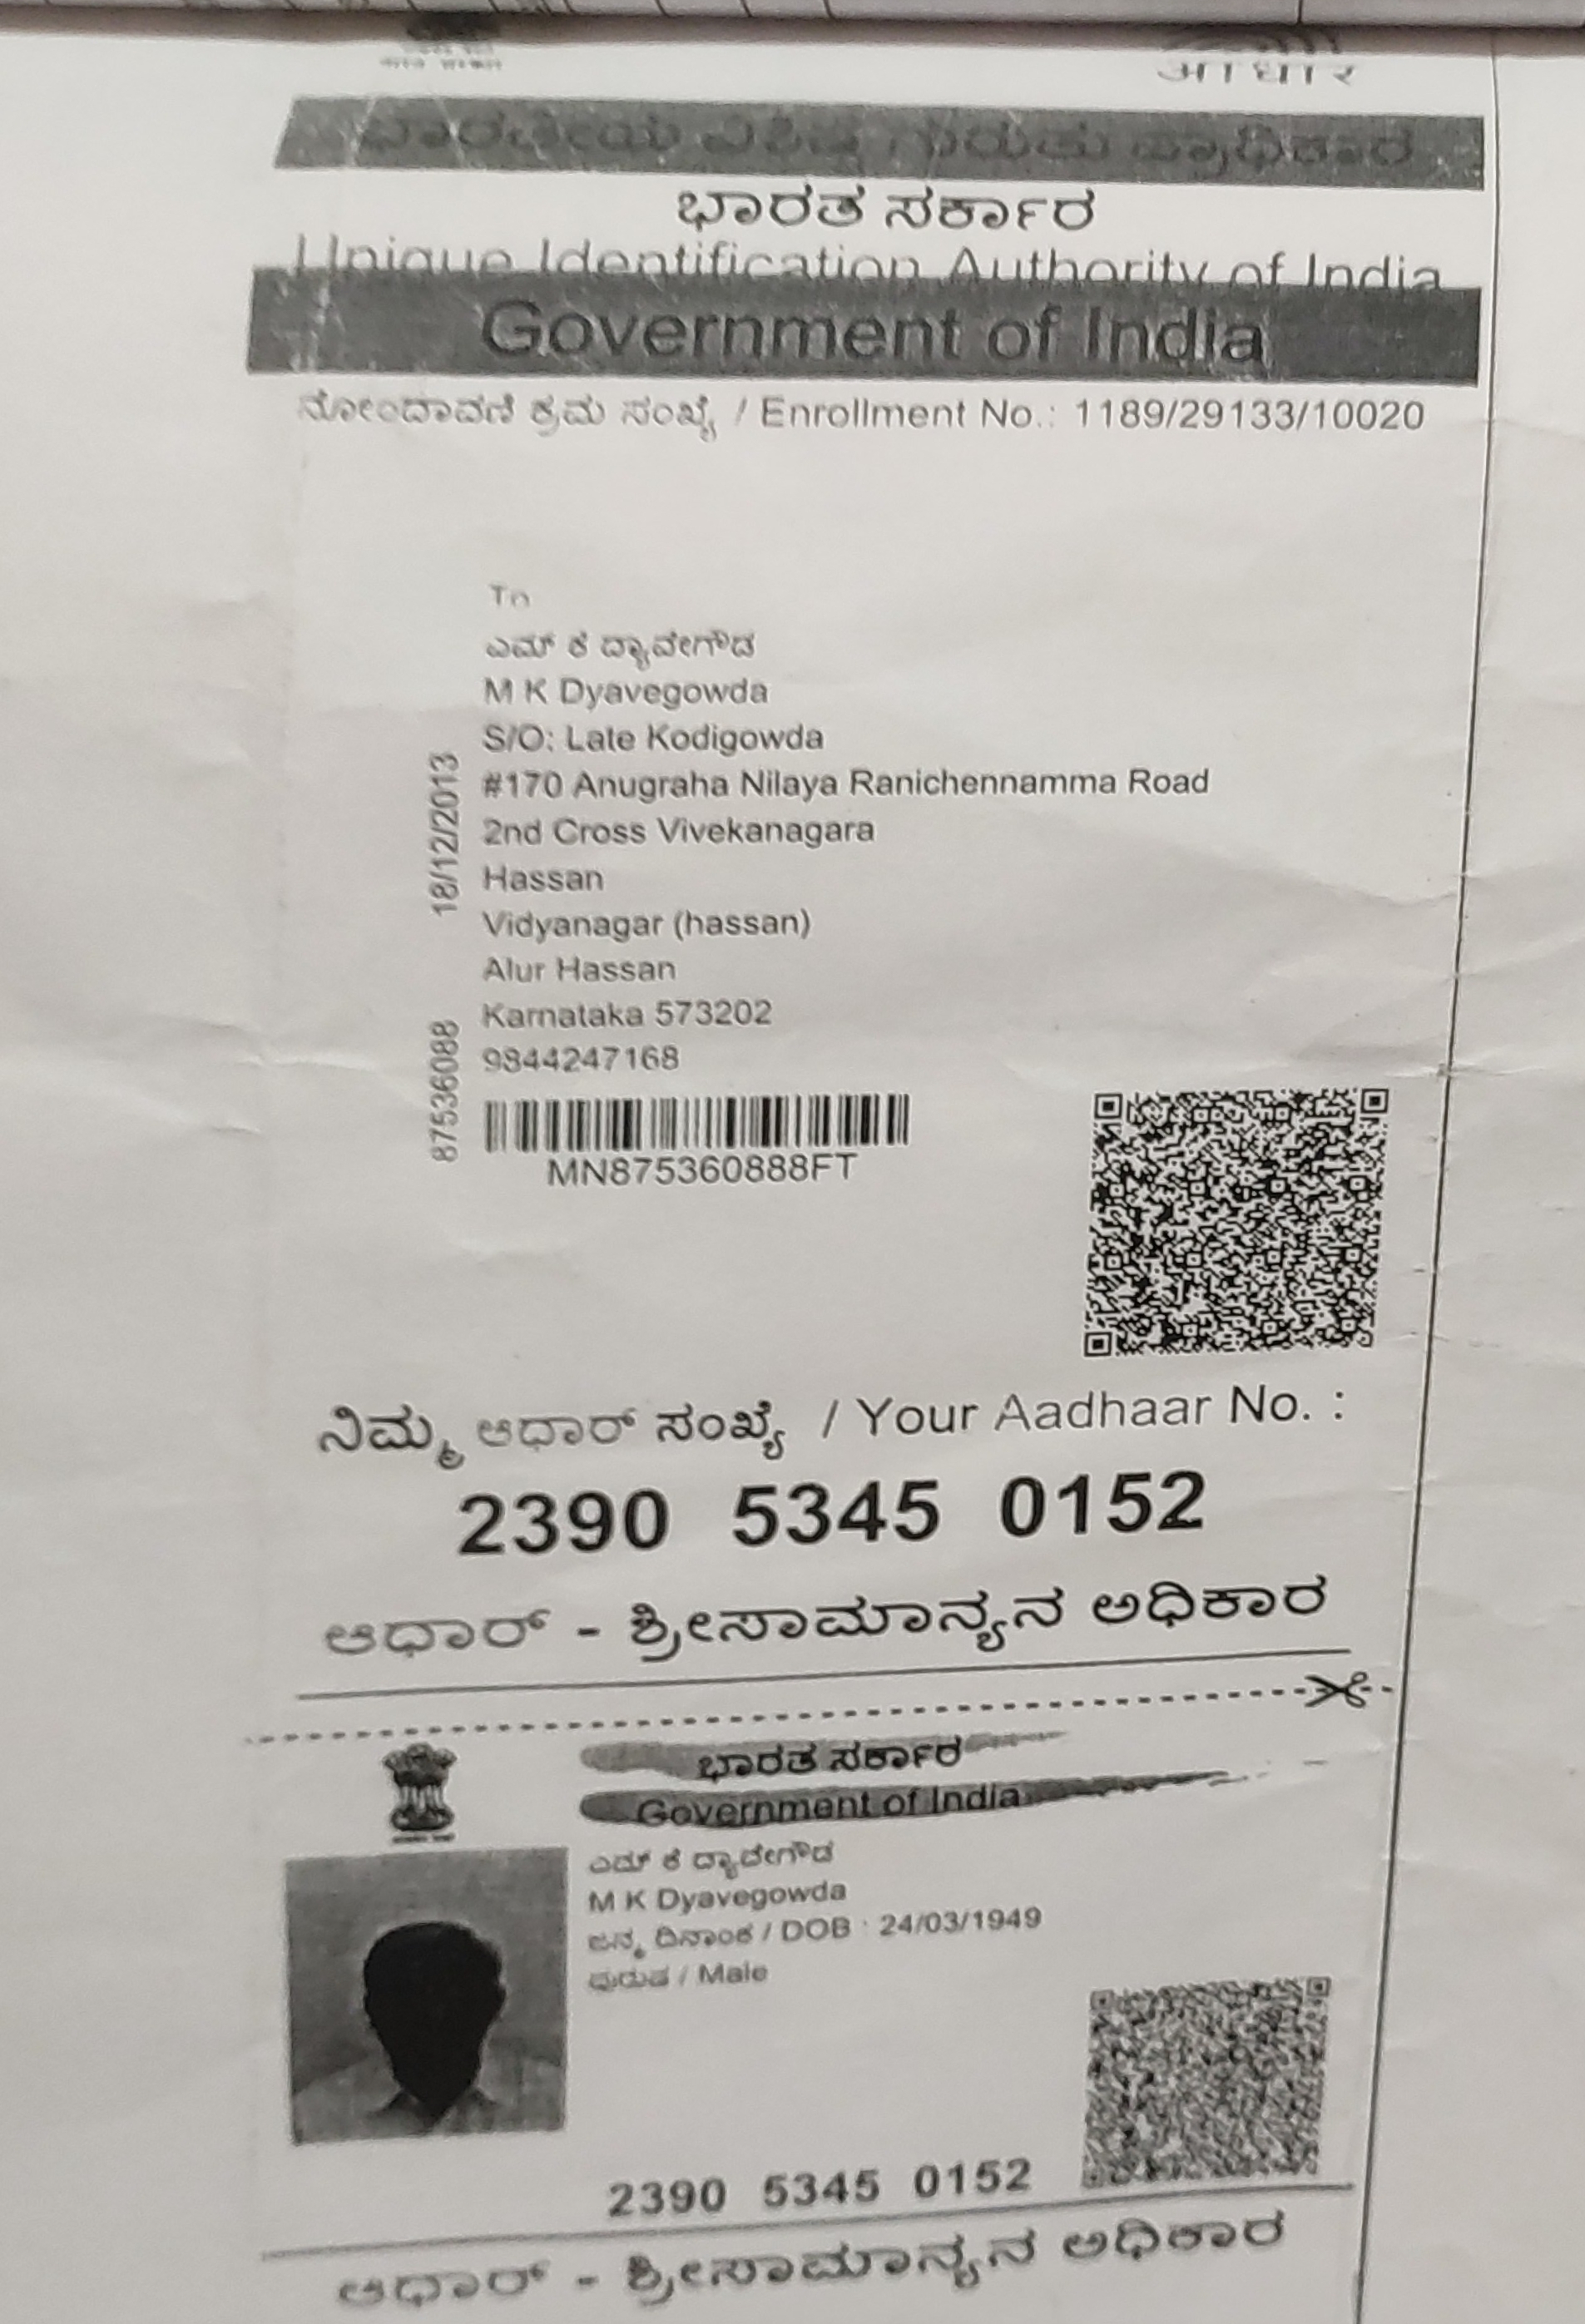 आधार
ಭಾರತೀಯ ವಿಶಿಷ್ಟ ಗುರುತು ಪ್ರಾಧಿಕಾರ
ಭಾರತ ಸರ್ಕಾರ
Unique Identification Authority of India
Government of India
ನೋಂದಾವಣೆ ಕ್ರಮ ಸಂಖ್ಯೆ / Enrollment No.: 1189/29133/10020
To
ಎಮ್ ಕೆ ದ್ಯಾವೇಗೌಡ
M K Dyavegowda
S/O: Late Kodigowda
#170 Anugraha Nilaya Ranichennamma Road
2nd Cross Vivekanagara
Hassan
Vidyanagar (hassan)
Alur Hassan
Karnataka 573202
9844247168
18/12/2013
87536088
MN875360888FT
ನಿಮ್ಮ ಆಧಾರ್ ಸಂಖ್ಯೆ / Your Aadhaar No. :
2390 5345 0152
ಆಧಾರ್ - ಶ್ರೀಸಾಮಾನ್ಯನ ಅಧಿಕಾರ
ಭಾರತ ಸರ್ಕಾರ
Government of India
ಎಮ್ ಕೆ ದ್ಯಾವೇಗೌಡ
M K Dyavegowda
ಜನ್ಮ ದಿನಾಂಕ / DOB : 24/03/1949
ಪುರುಷ / Male
2390 5345 0152
ಆಧಾರ್ - ಶ್ರೀಸಾಮಾನ್ಯನ ಅಧಿಕಾರ